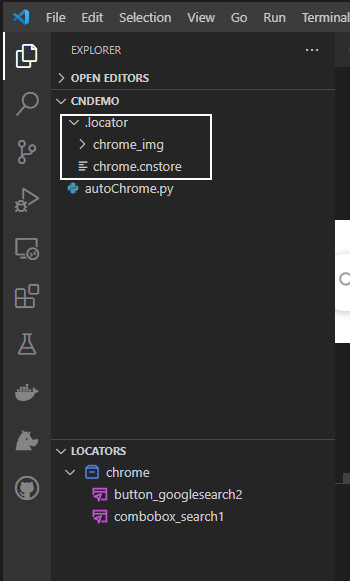 File Edit Selection View Go Run Terminal
EXPLORER
OPEN EDITORS
CNDEMO
.locator
chrome_img
chrome.cnstore
autoChrome.py
LOCATORS
chrome
button_googlesearch2
combobox_search1